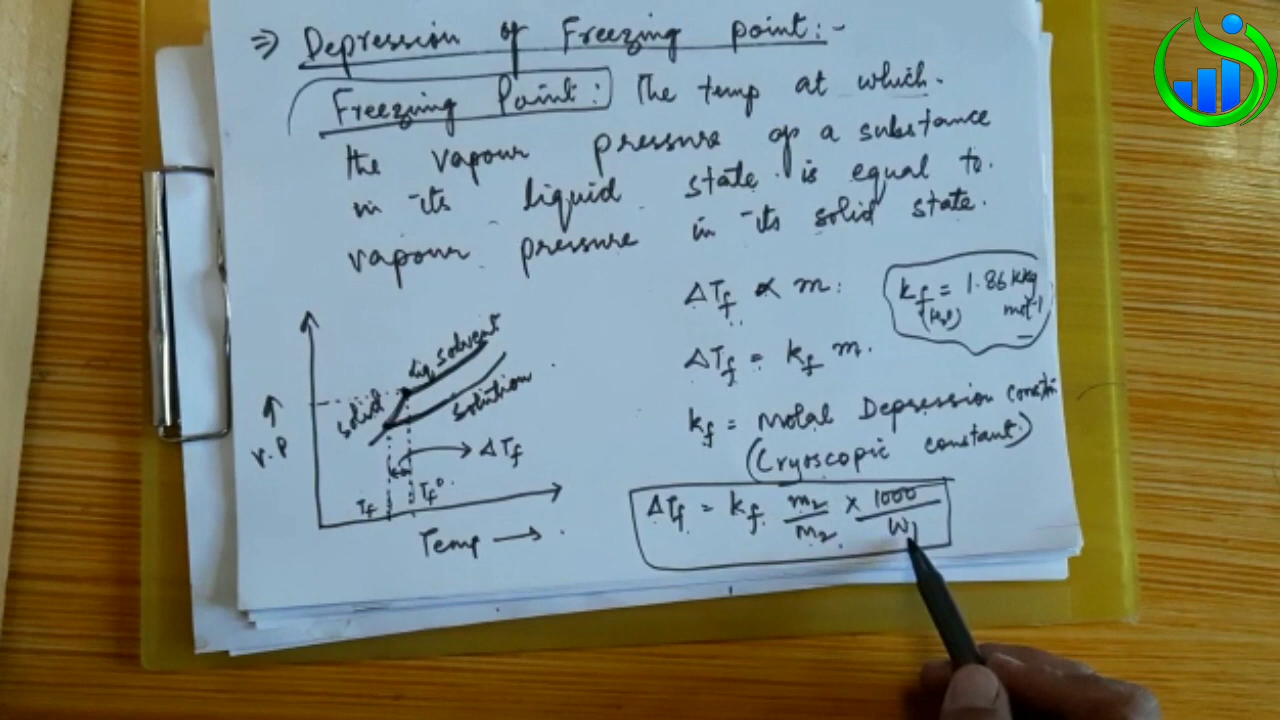 ⇒ Depression of Freezing point:-
Freezing Point: The temp at which.
the vapour pressure of a substance
in its liquid state is equal to.
vapour pressure in its solid state.
ΔTf ∝ m:
kf = 1.86 k kg
(H2O) mol-1
ΔTf = kf m.
kf = Molal Depression constan
(Cryoscopic constant)
ΔTf = kf. m2/m2 × 1000/W1
Liq solvent
solid
solution
V.P
ΔTf
Tf Tf°
Temp →